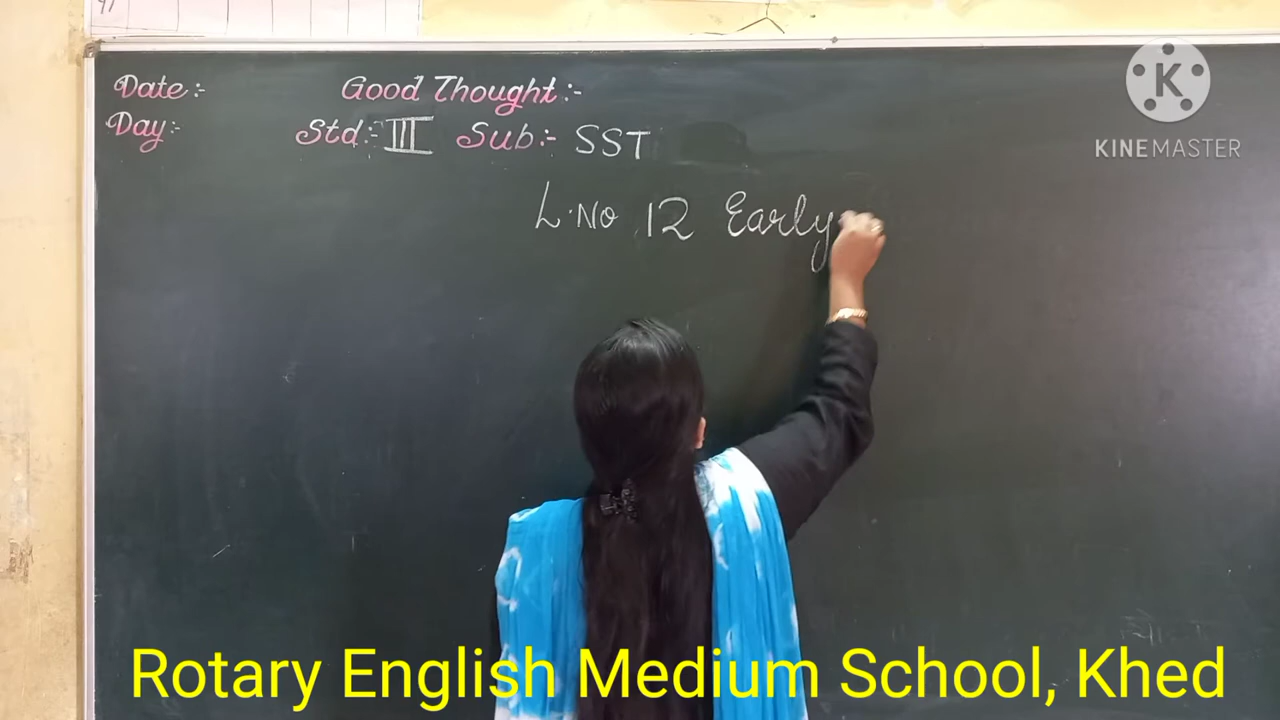 Date:- Good Thought:-
Day:- Std:- III Sub:- SST
L.No 12 Early
K
KINEMASTER
Rotary English Medium School, Khed